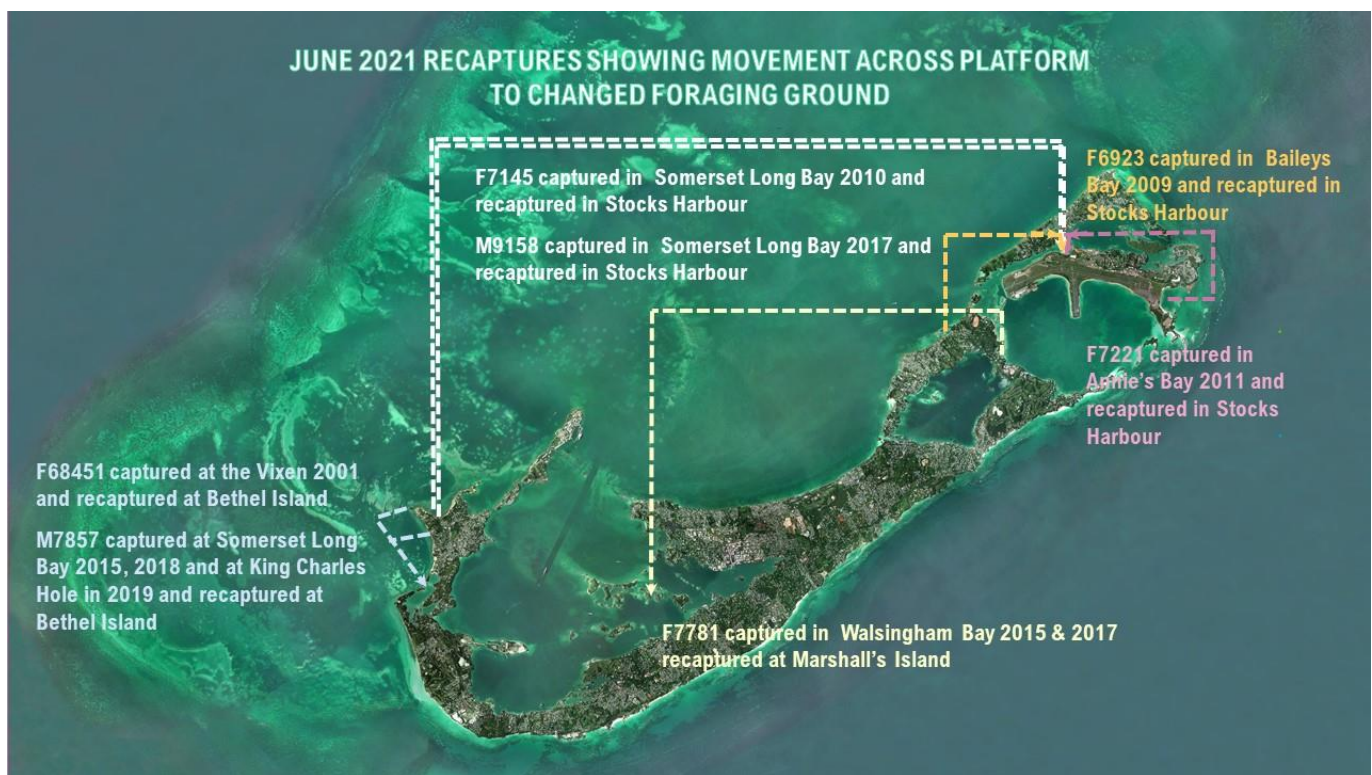 JUNE 2021 RECAPTURES SHOWING MOVEMENT ACROSS PLATFORM
TO CHANGED FORAGING GROUND
F7145 captured in Somerset Long Bay 2010 and
recaptured in Stocks Harbour
M9158 captured in Somerset Long Bay 2017 and
recaptured in Stocks Harbour
F6923 captured in Baileys
Bay 2009 and recaptured in
Stocks Harbour
F7221 captured in
Annie's Bay 2011 and
recaptured in Stocks
Harbour
F68451 captured at the Vixen 2001
and recaptured at Bethel Island
M7857 captured at Somerset Long
Bay 2015, 2018 and at King Charles
Hole in 2019 and recaptured at
Bethel Island
F7781 captured in Walsingham Bay 2015 & 2017
recaptured at Marshall's Island